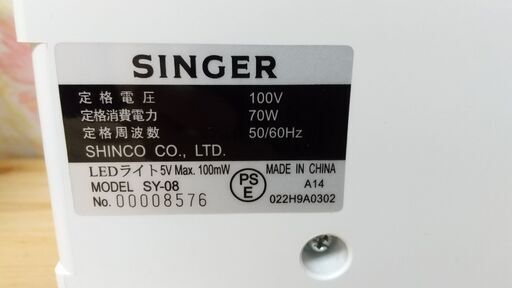 SINGER
定格電圧 100V
定格消費電力 70W
定格周波数 50/60Hz
SHINCO CO., LTD.
LEDライト 5V Max. 100mW
MODEL SY-08
No. 00008576
PS
E
MADE IN CHINA
A14
022H9A0302